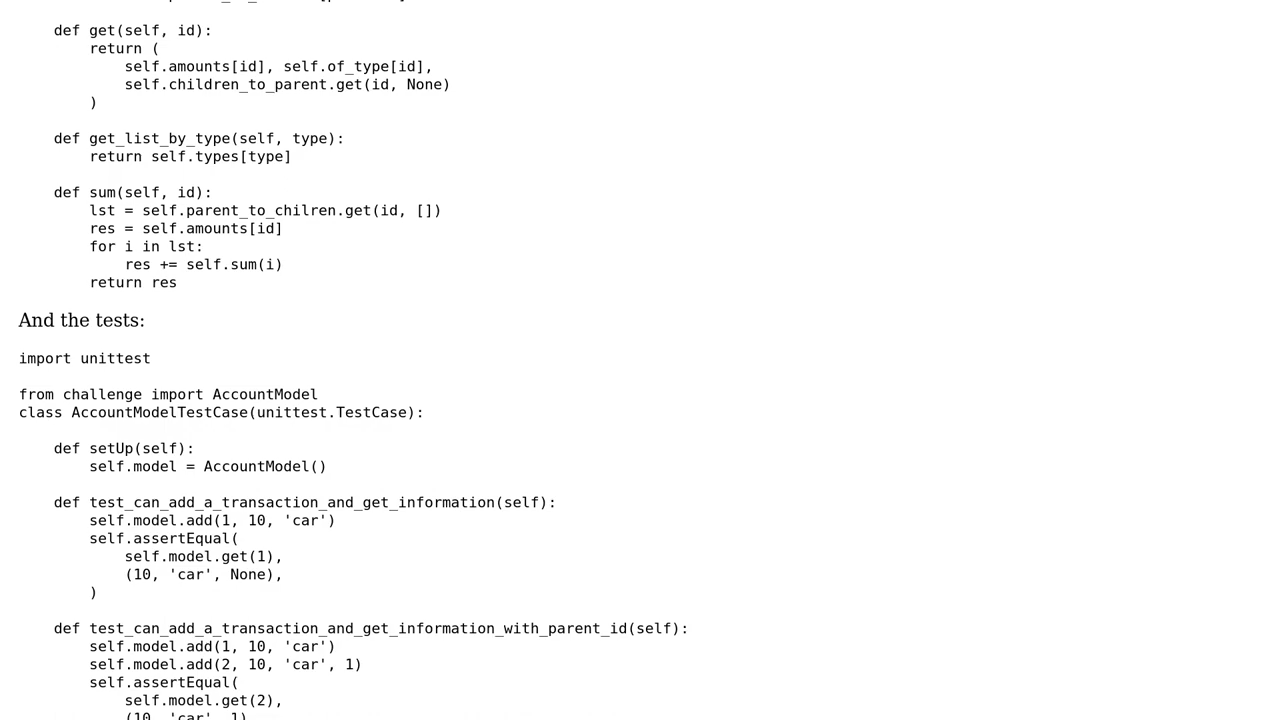 def get(self, id):
        return (
            self.amounts[id], self.of_type[id],
            self.children_to_parent.get(id, None)
        )

    def get_list_by_type(self, type):
        return self.types[type]

    def sum(self, id):
        lst = self.parent_to_chilren.get(id, [])
        res = self.amounts[id]
        for i in lst:
            res += self.sum(i)
        return res

And the tests:

import unittest

from challenge import AccountModel
class AccountModelTestCase(unittest.TestCase):

    def setUp(self):
        self.model = AccountModel()

    def test_can_add_a_transaction_and_get_information(self):
        self.model.add(1, 10, 'car')
        self.assertEqual(
            self.model.get(1),
            (10, 'car', None),
        )

    def test_can_add_a_transaction_and_get_information_with_parent_id(self):
        self.model.add(1, 10, 'car')
        self.model.add(2, 10, 'car', 1)
        self.assertEqual(
            self.model.get(2),
            (10, 'car', 1)